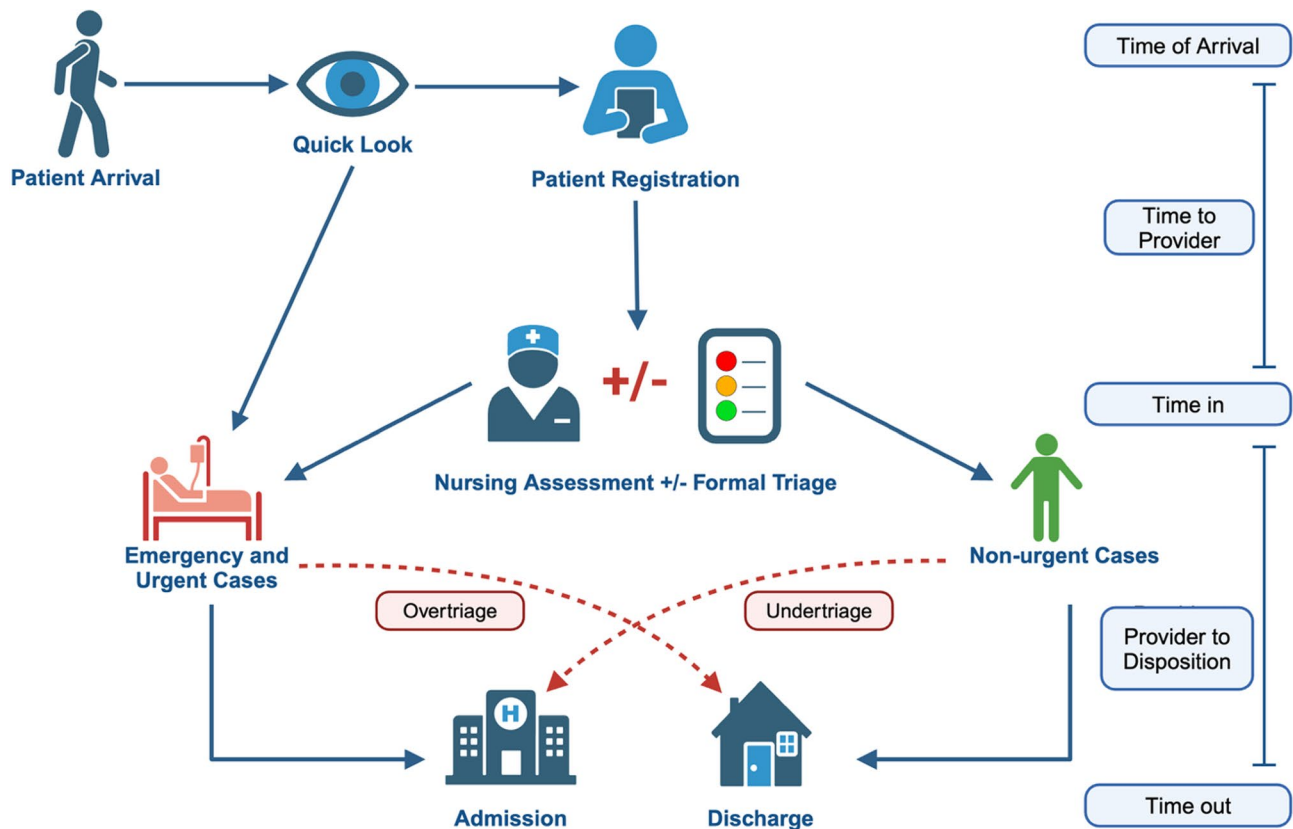 Time of Arrival
Quick Look
Patient Arrival
Patient Registration
Time to
Provider
+/-
Time in
Nursing Assessment +/- Formal Triage
Emergency and
Urgent Cases
Non-urgent Cases
Overtriage
Undertriage
Provider to
Disposition
H
Admission
Discharge
Time out